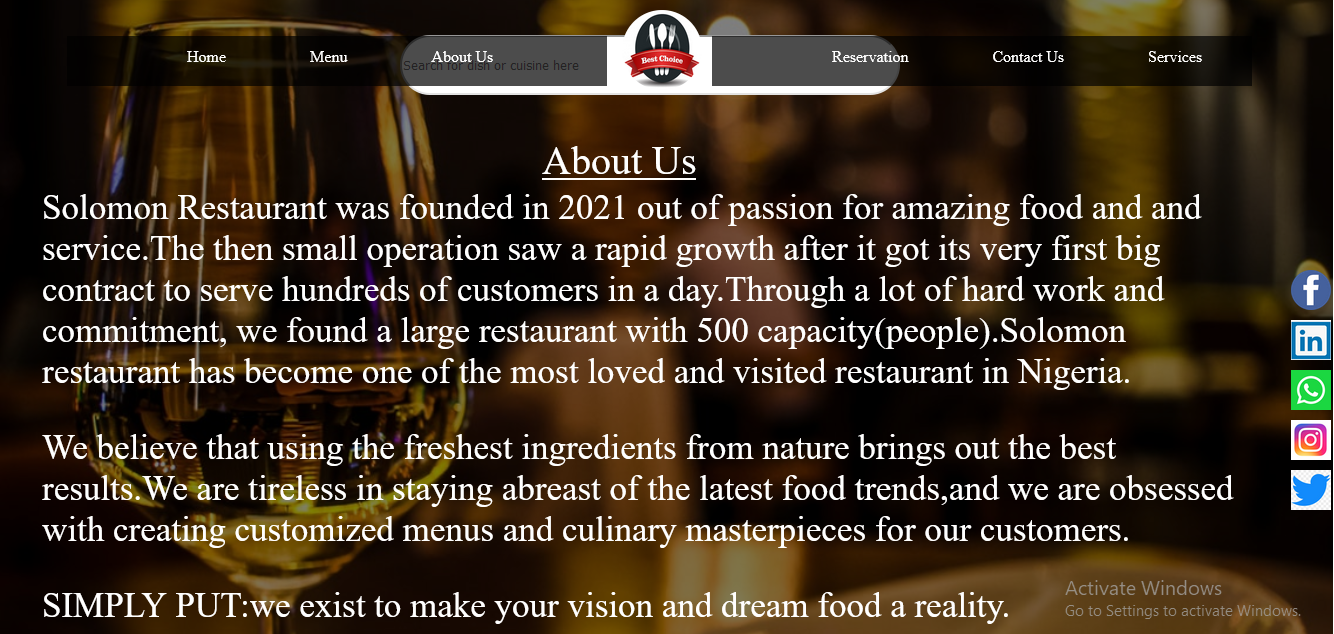 Home Menu About Us Reservation Contact Us Services
Search for dish or cuisine here
Best Choice
About Us
Solomon Restaurant was founded in 2021 out of passion for amazing food and and
service.The then small operation saw a rapid growth after it got its very first big
contract to serve hundreds of customers in a day.Through a lot of hard work and
commitment, we found a large restaurant with 500 capacity(people).Solomon
restaurant has become one of the most loved and visited restaurant in Nigeria.
We believe that using the freshest ingredients from nature brings out the best
results.We are tireless in staying abreast of the latest food trends,and we are obsessed
with creating customized menus and culinary masterpieces for our customers.
SIMPLY PUT:we exist to make your vision and dream food a reality.
Activate Windows
Go to Settings to activate Windows.
f
in